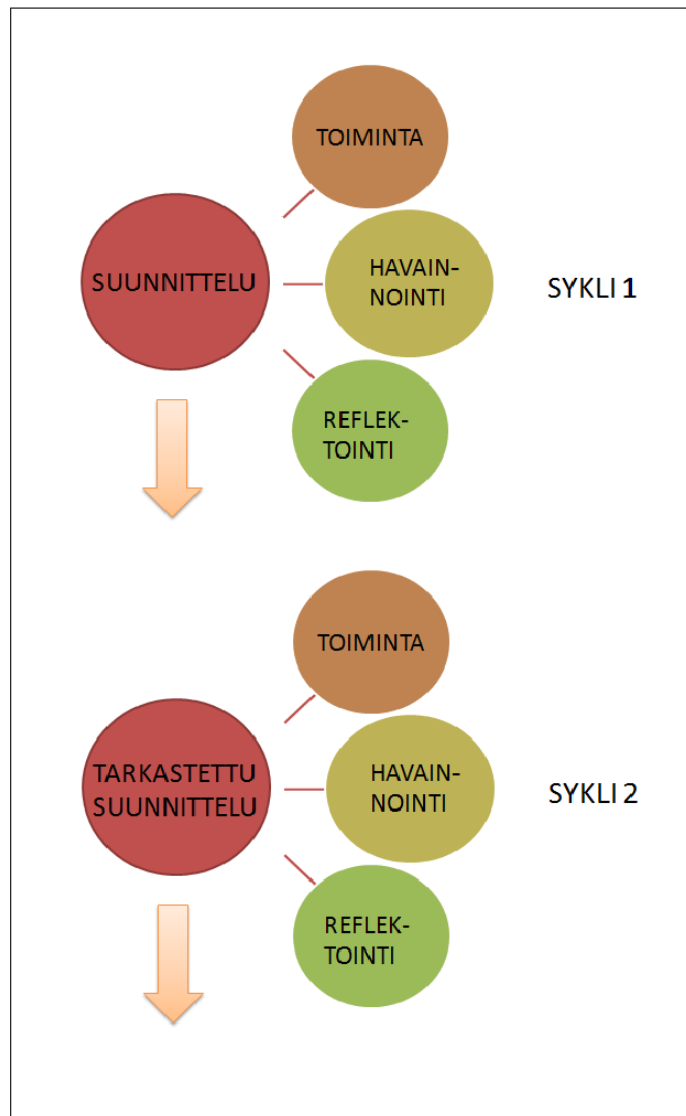 TOIMINTA
SUUNNITTELU
HAVAIN-
NOINTI
SYKLI 1
REFLEK-
TOINTI
TOIMINTA
TARKASTETTU
SUUNNITTELU
HAVAIN-
NOINTI
SYKLI 2
REFLEK-
TOINTI